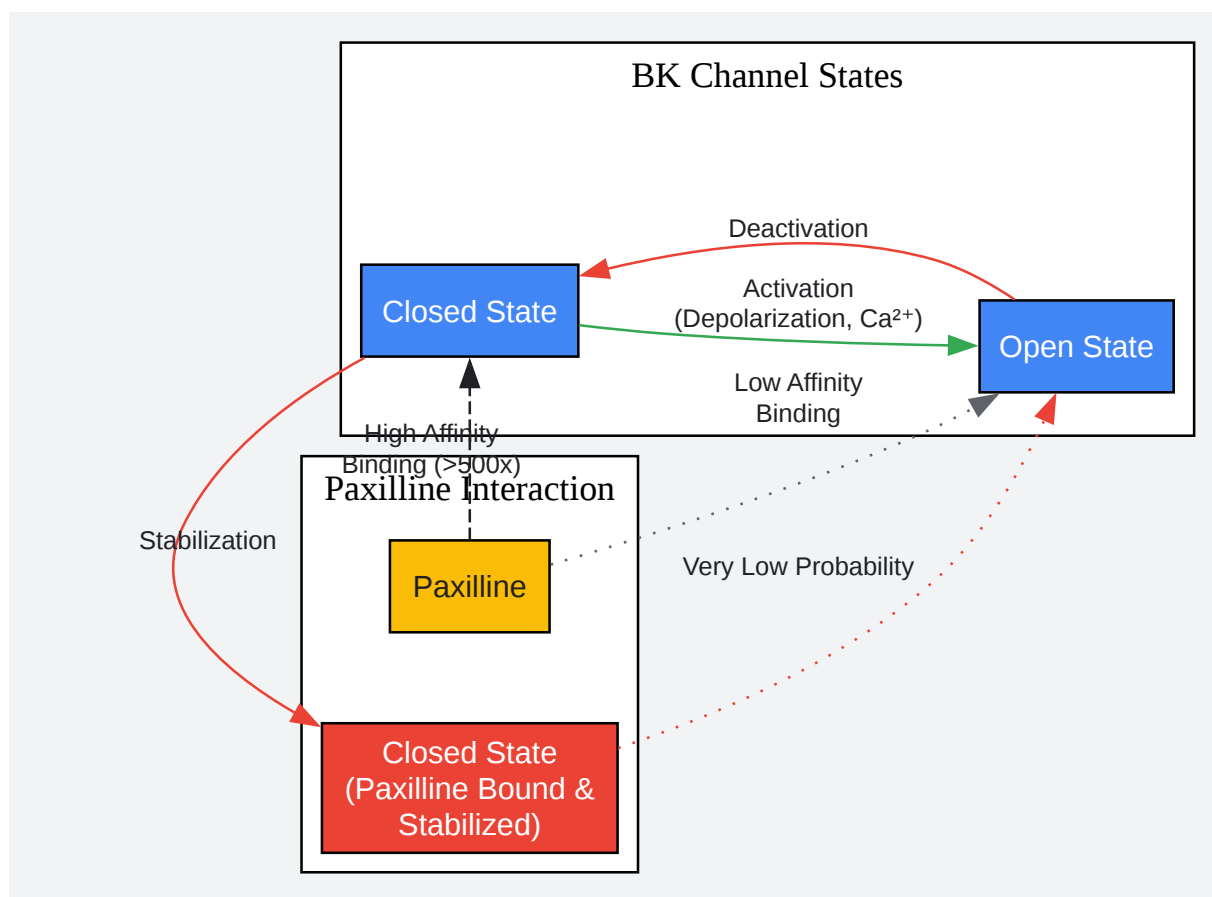 BK Channel States
Deactivation
Closed State
Activation
(Depolarization, Ca²⁺)
Open State
Low Affinity
Binding
High Affinity
Binding (>500x)
Paxilline Interaction
Stabilization
Paxilline
Very Low Probability
Closed State
(Paxilline Bound &
Stabilized)